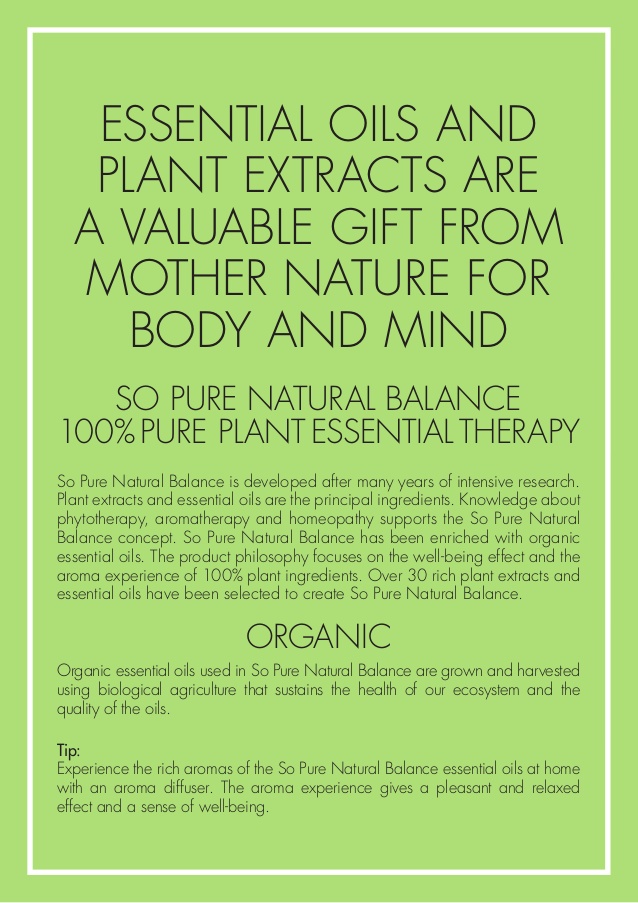 ESSENTIAL OILS AND
PLANT EXTRACTS ARE
A VALUABLE GIFT FROM
MOTHER NATURE FOR
BODY AND MIND
SO PURE NATURAL BALANCE
100% PURE PLANT ESSENTIAL THERAPY
So Pure Natural Balance is developed after many years of intensive research.
Plant extracts and essential oils are the principal ingredients. Knowledge about
phytotherapy, aromatherapy and homeopathy supports the So Pure Natural
Balance concept. So Pure Natural Balance has been enriched with organic
essential oils. The product philosophy focuses on the well-being effect and the
aroma experience of 100% plant ingredients. Over 30 rich plant extracts and
essential oils have been selected to create So Pure Natural Balance.
ORGANIC
Organic essential oils used in So Pure Natural Balance are grown and harvested
using biological agriculture that sustains the health of our ecosystem and the
quality of the oils.
Tip:
Experience the rich aromas of the So Pure Natural Balance essential oils at home
with an aroma diffuser. The aroma experience gives a pleasant and relaxed
effect and a sense of well-being.